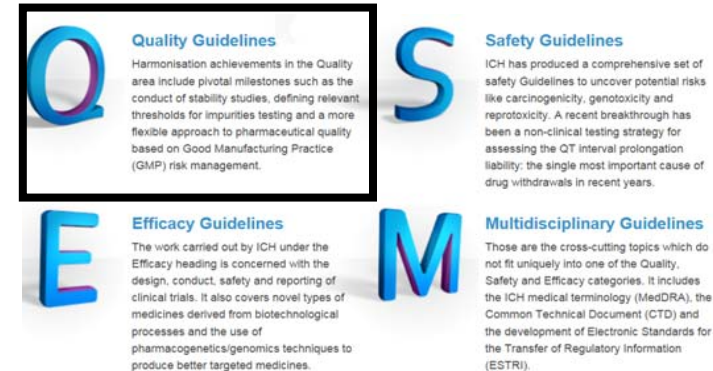 Q
Quality Guidelines
Harmonisation achievements in the Quality
area include pivotal milestones such as the
conduct of stability studies, defining relevant
thresholds for impurities testing and a more
flexible approach to pharmaceutical quality
based on Good Manufacturing Practice
(GMP) risk management.
S
Safety Guidelines
ICH has produced a comprehensive set of
safety Guidelines to uncover potential risks
like carcinogenicity, genotoxicity and
reprotoxicity. A recent breakthrough has
been a non-clinical testing strategy for
assessing the QT interval prolongation
liability: the single most important cause of
drug withdrawals in recent years.
E
Efficacy Guidelines
The work carried out by ICH under the
Efficacy heading is concerned with the
design, conduct, safety and reporting of
clinical trials. It also covers novel types of
medicines derived from biotechnological
processes and the use of
pharmacogenetics/genomics techniques to
produce better targeted medicines.
M
Multidisciplinary Guidelines
Those are the cross-cutting topics which do
not fit uniquely into one of the Quality,
Safety and Efficacy categories. It includes
the ICH medical terminology (MedDRA), the
Common Technical Document (CTD) and
the development of Electronic Standards for
the Transfer of Regulatory Information
(ESTRI).